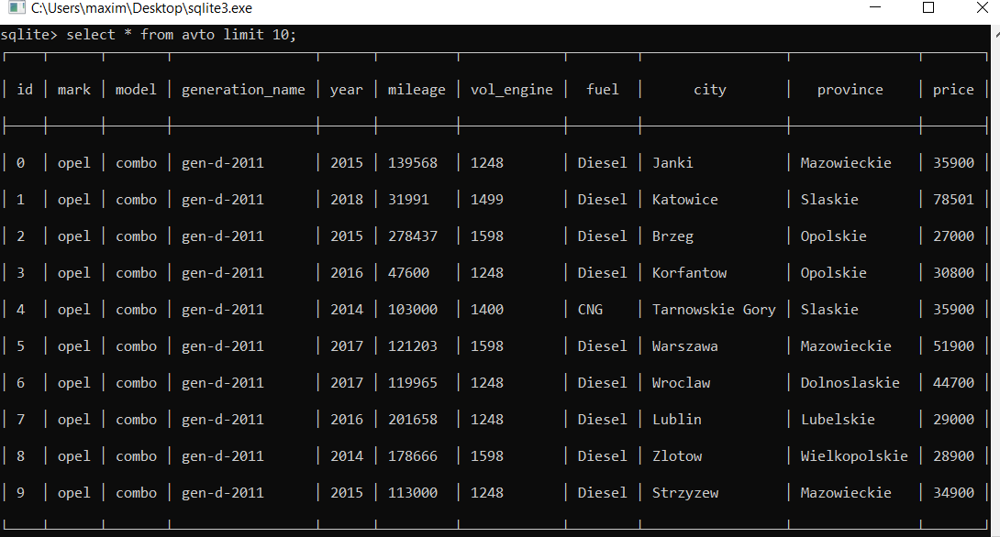 C:\Users\maxim\Desktop\sqlite3.exe
sqlite> select * from avto limit 10;
id mark model generation_name year mileage vol_engine fuel city province price
0 opel combo gen-d-2011 2015 139568 1248 Diesel Janki Mazowieckie 35900
1 opel combo gen-d-2011 2018 31991 1499 Diesel Katowice Slaskie 78501
2 opel combo gen-d-2011 2015 278437 1598 Diesel Brzeg Opolskie 27000
3 opel combo gen-d-2011 2016 47600 1248 Diesel Korfantow Opolskie 30800
4 opel combo gen-d-2011 2014 103000 1400 CNG Tarnowskie Gory Slaskie 35900
5 opel combo gen-d-2011 2017 121203 1598 Diesel Warszawa Mazowieckie 51900
6 opel combo gen-d-2011 2017 119965 1248 Diesel Wroclaw Dolnoslaskie 44700
7 opel combo gen-d-2011 2016 201658 1248 Diesel Lublin Lubelskie 29000
8 opel combo gen-d-2011 2014 178666 1598 Diesel Zlotow Wielkopolskie 28900
9 opel combo gen-d-2011 2015 113000 1248 Diesel Strzyzew Mazowieckie 34900